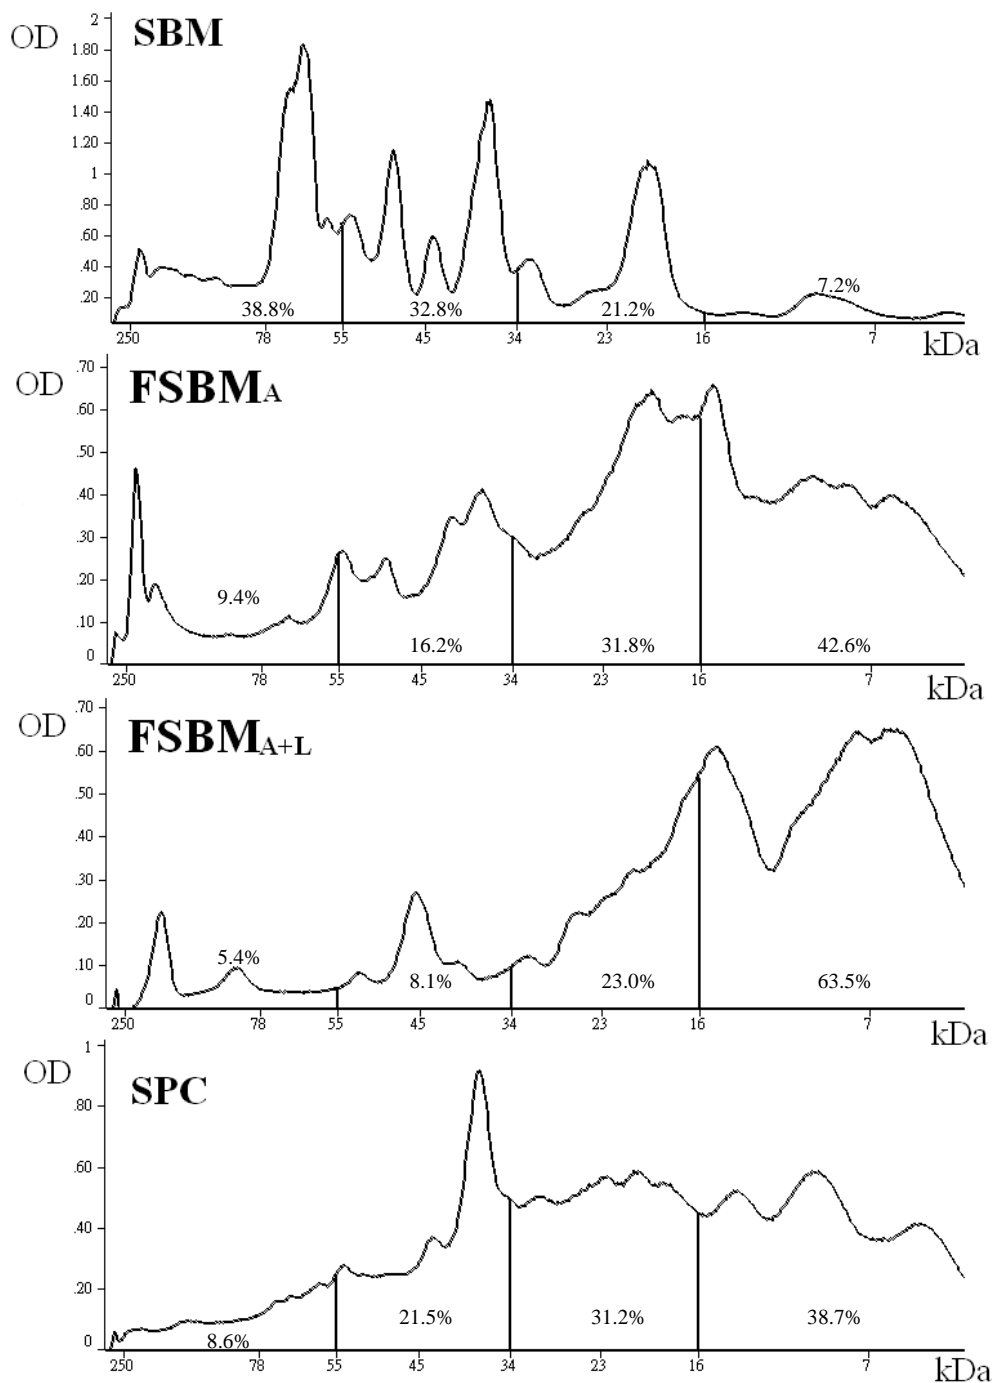 OD
SBM
2
1.80
1.60
1.40
1.20
1
.80
.60
.40
.20
38.8% 32.8% 21.2% 7.2%
250 78 55 45 34 23 16 7
kDa
OD
FSBMA
.70
.60
.50
.40
.30
.20
.10
0
9.4% 16.2% 31.8% 42.6%
250 78 55 45 34 23 16 7
kDa
OD
FSBMA+L
.70
.60
.50
.40
.30
.20
.10
0
5.4% 8.1% 23.0% 63.5%
250 78 55 45 34 23 16 7
kDa
OD
SPC
1
.80
.60
.40
.20
0
8.6% 21.5% 31.2% 38.7%
250 78 55 45 34 23 16 7
kDa